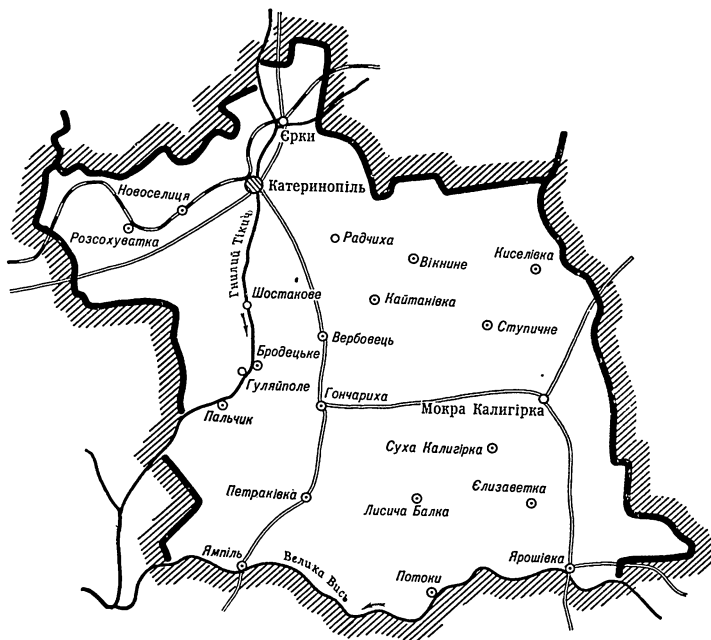 Єрки
Катеринопіль
Новоселиця
Розсохуватка
Гнилий Тікич
Радчиха
Вікнине
Киселівка
Шостакове
Кайтанівка
Ступичне
Вербовець
Бродецьке
Гуляйполе
Пальчик
Гончариха
Мокра Калигірка
Суха Калигірка
Петраківка
Лисича Балка
Єлизаветка
Ямпіль
Велика Вись
Потоки
Ярошівка